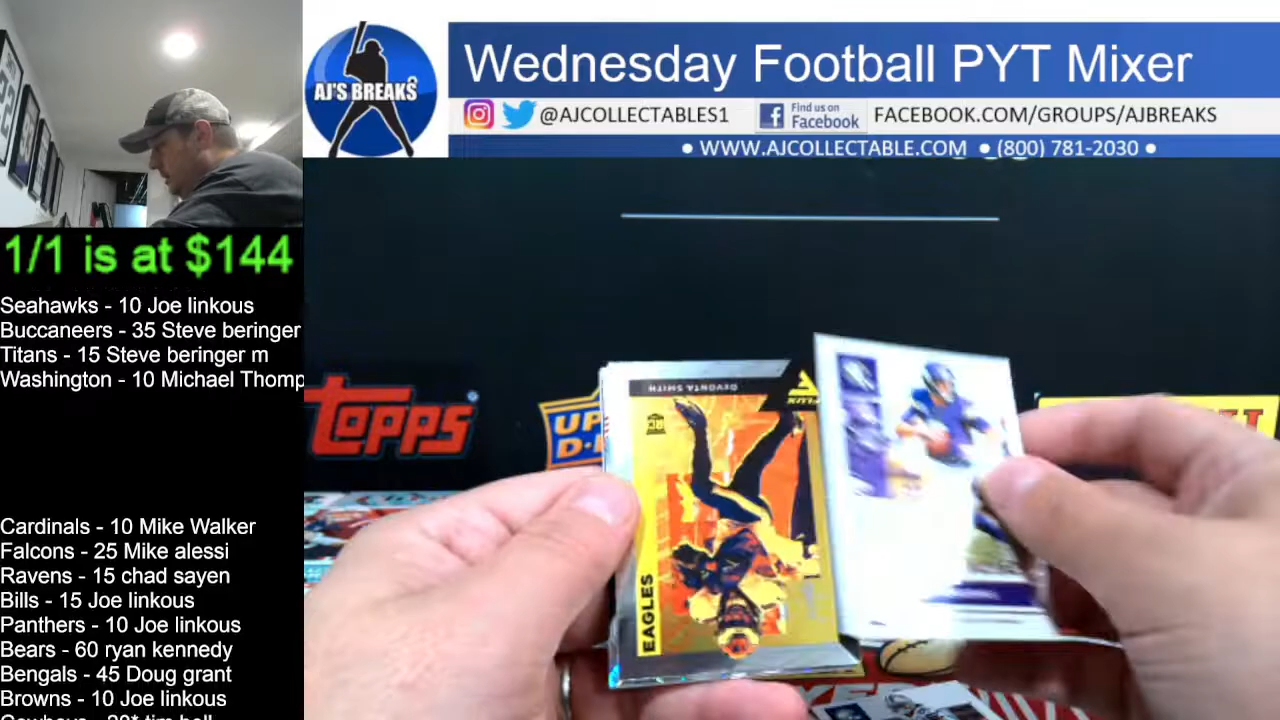 Wednesday Football PYT Mixer
AJ'S BREAKS
@AJCOLLECTABLES1
Find us on
Facebook
FACEBOOK.COM/GROUPS/AJBREAKS
• WWW.AJCOLLECTABLE.COM • (800) 781-2030 •
1/1 is at $144
Seahawks - 10 Joe linkous
Buccaneers - 35 Steve beringer
Titans - 15 Steve beringer m
Washington - 10 Michael Thomp
Cardinals - 10 Mike Walker
Falcons - 25 Mike alessi
Ravens - 15 chad sayen
Bills - 15 Joe linkous
Panthers - 10 Joe linkous
Bears - 60 ryan kennedy
Bengals - 45 Doug grant
Browns - 10 Joe linkous
TOPPS
UP
D
DEVONTA SMITH
RC
EAGLES